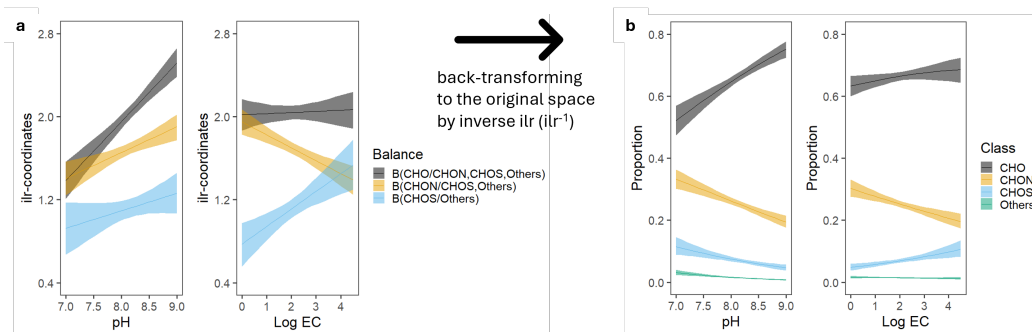 a
2.8
2.0
1.2
0.4
ilr-coordinates
7.0 7.5 8.0 8.5 9.0
pH
2.8
2.0
1.2
0.4
ilr-coordinates
0 1 2 3 4
Log EC
Balance
B(CHO/CHON,CHOS,Others)
B(CHON/CHOS,Others)
B(CHOS/Others)
back-transforming
to the original space
by inverse ilr (ilr⁻¹)
b
0.8
0.6
0.4
0.2
0.0
Proportion
7.0 7.5 8.0 8.5 9.0
pH
0.8
0.6
0.4
0.2
0.0
Proportion
0 1 2 3 4
Log EC
Class
CHO
CHON
CHOS
Others